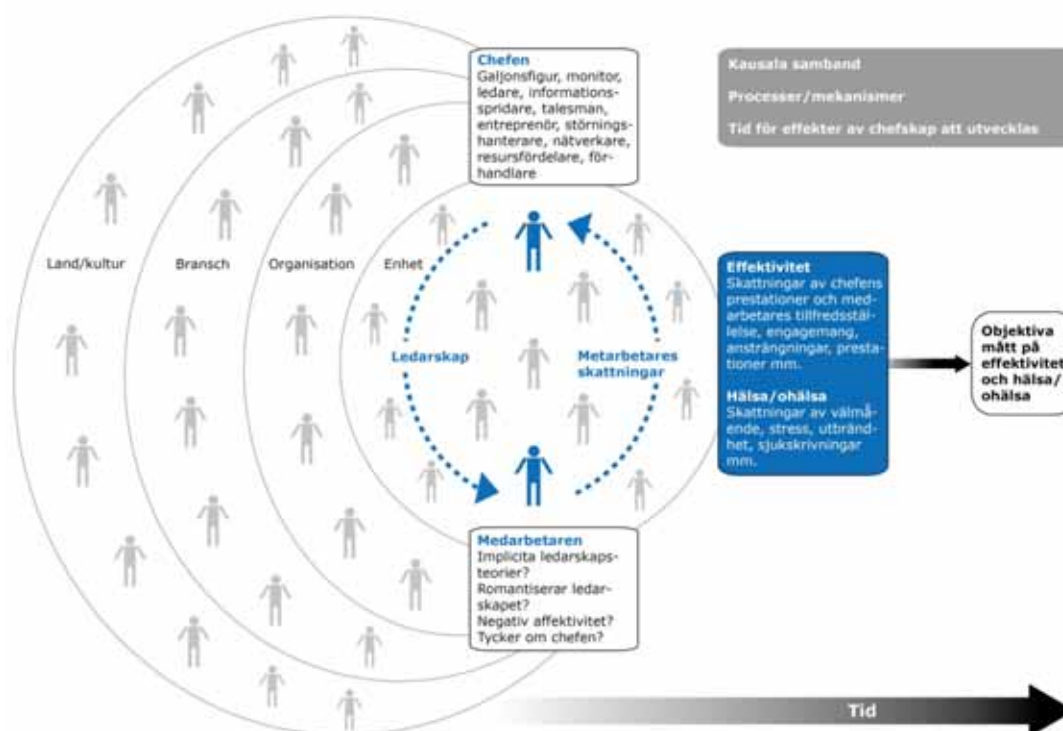 Chefen
Galjonsfigur, monitor,
ledare, informations-
spridare, talesman,
entreprenör, störnings-
hanterare, nätverkare,
resursfördelare, för-
handlare
Kausala samband
Processer/mekanismer
Tid för effekter av chefskap att utvecklas
Land/kultur
Bransch
Organisation
Enhet
Ledarskap
Metarbetares
skattningar
Effektivitet
Skattningar av chefens
prestationer och med-
arbetares tillfredsstäl-
lelse, engagemang,
ansträngningar, presta-
tioner mm.
Hälsa/ohälsa
Skattningar av välmå-
ende, stress, utbränd-
het, sjukskrivningar
mm.
Objektiva
mått på
effektivitet
och hälsa/
ohälsa
Medarbetaren
Implicita ledarskaps-
teorier?
Romantiserar ledar-
skapet?
Negativ affektivitet?
Tycker om chefen?
Tid